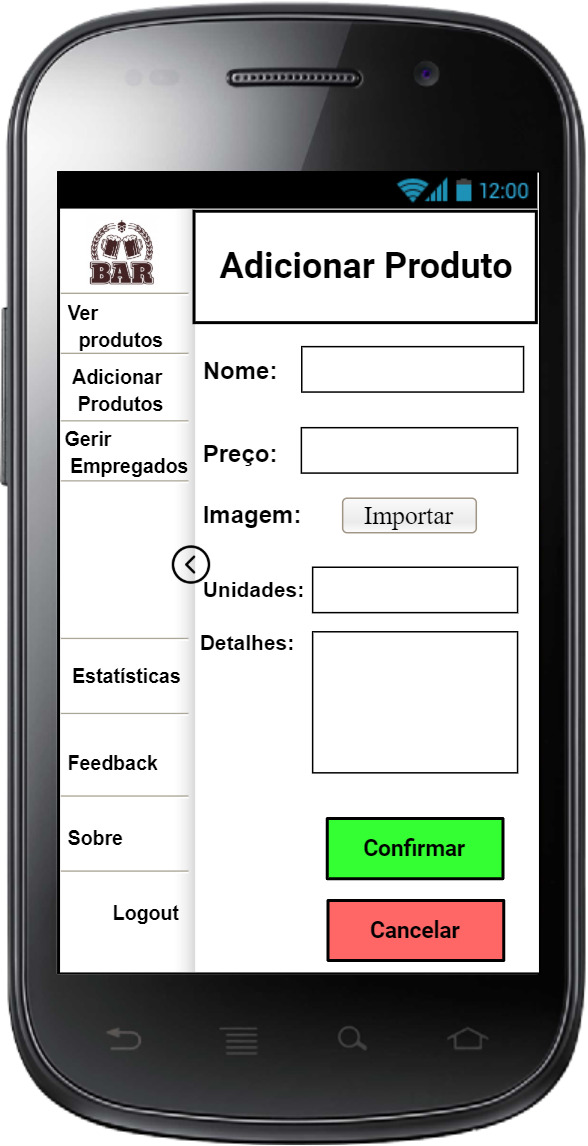 12:00
BAR
Ver
produtos
Adicionar
Produtos
Gerir
Empregados
Estatísticas
Feedback
Sobre
Logout
Adicionar Produto
Nome:
Preço:
Imagem:
Importar
Unidades:
Detalhes:
Confirmar
Cancelar